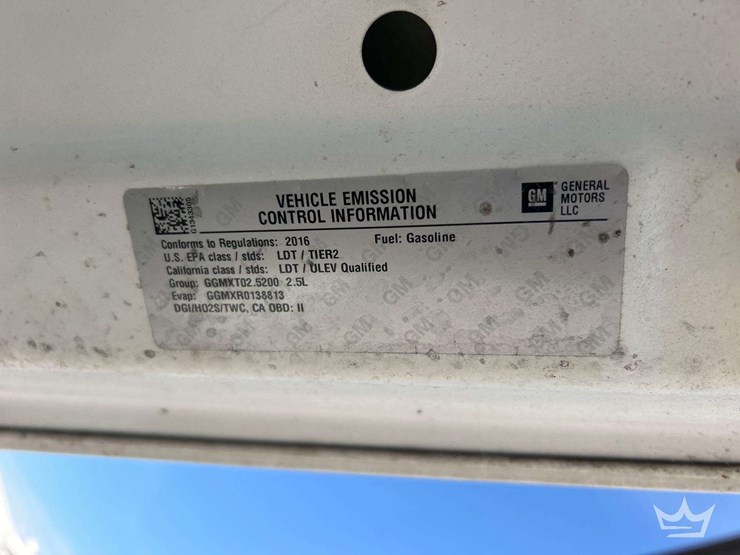 VEHICLE EMISSION
CONTROL INFORMATION
GM
GENERAL
MOTORS
LLC
Conforms to Regulations: 2016 Fuel: Gasoline
U.S. EPA class / stds: LDT / TIER2
California class / stds: LDT / ULEV Qualified
Group: GGMXT02.5200 2.5L
Evap: GGMXR0138813
DGI/HO2S/TWC, CA OBD: II